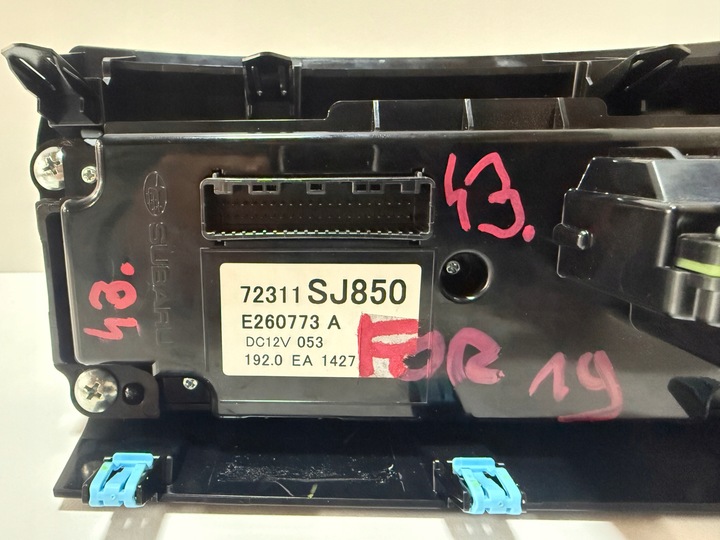 43.
SUBARU
43.
72311 SJ850
E260773 A
DC12V 053
192.0 EA 1427
FOR 19